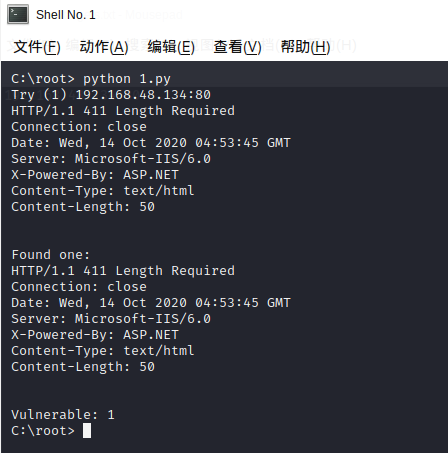 Shell No. 1
文件(F) 动作(A) 编辑(E) 查看(V) 帮助(H)
C:\root> python 1.py
Try (1) 192.168.48.134:80
HTTP/1.1 411 Length Required
Connection: close
Date: Wed, 14 Oct 2020 04:53:45 GMT
Server: Microsoft-IIS/6.0
X-Powered-By: ASP.NET
Content-Type: text/html
Content-Length: 50
Found one:
HTTP/1.1 411 Length Required
Connection: close
Date: Wed, 14 Oct 2020 04:53:45 GMT
Server: Microsoft-IIS/6.0
X-Powered-By: ASP.NET
Content-Type: text/html
Content-Length: 50
Vulnerable: 1
C:\root>